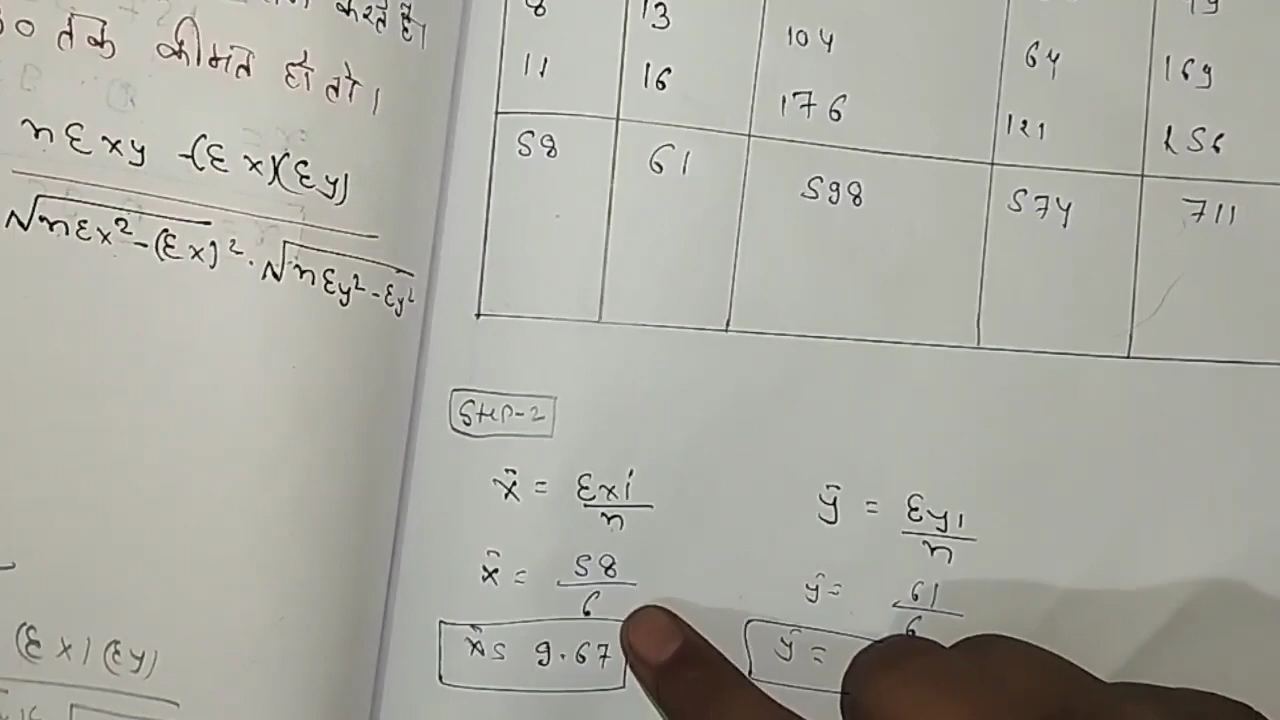 करते हैं।
तक कीमत हो तो।
nΣxy -(Σx)(Σy)
√nΣx² -(Σx)² . √nΣy² - Σy²
(Σx)(Σy)
8 13 104 64 169
11 16 176 121 256
58 61 598 574 711
Step-2
x̄ = Σxi / n
ȳ = Σyi / n
x̄ = 58 / 6
ȳ = 61 / 6
x̄ = 9.67
ȳ =